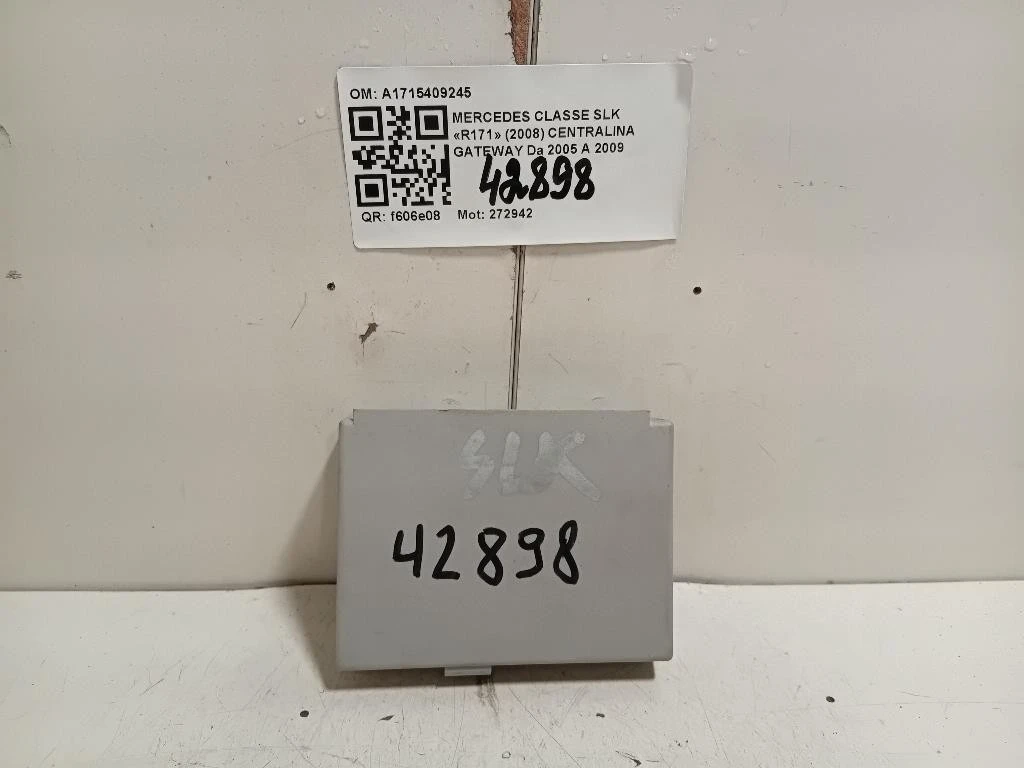 OM: A1715409245
MERCEDES CLASSE SLK
«R171» (2008) CENTRALINA
GATEWAY Da 2005 A 2009
42898
QR: f606e08 Mot: 272942
SLK
42898